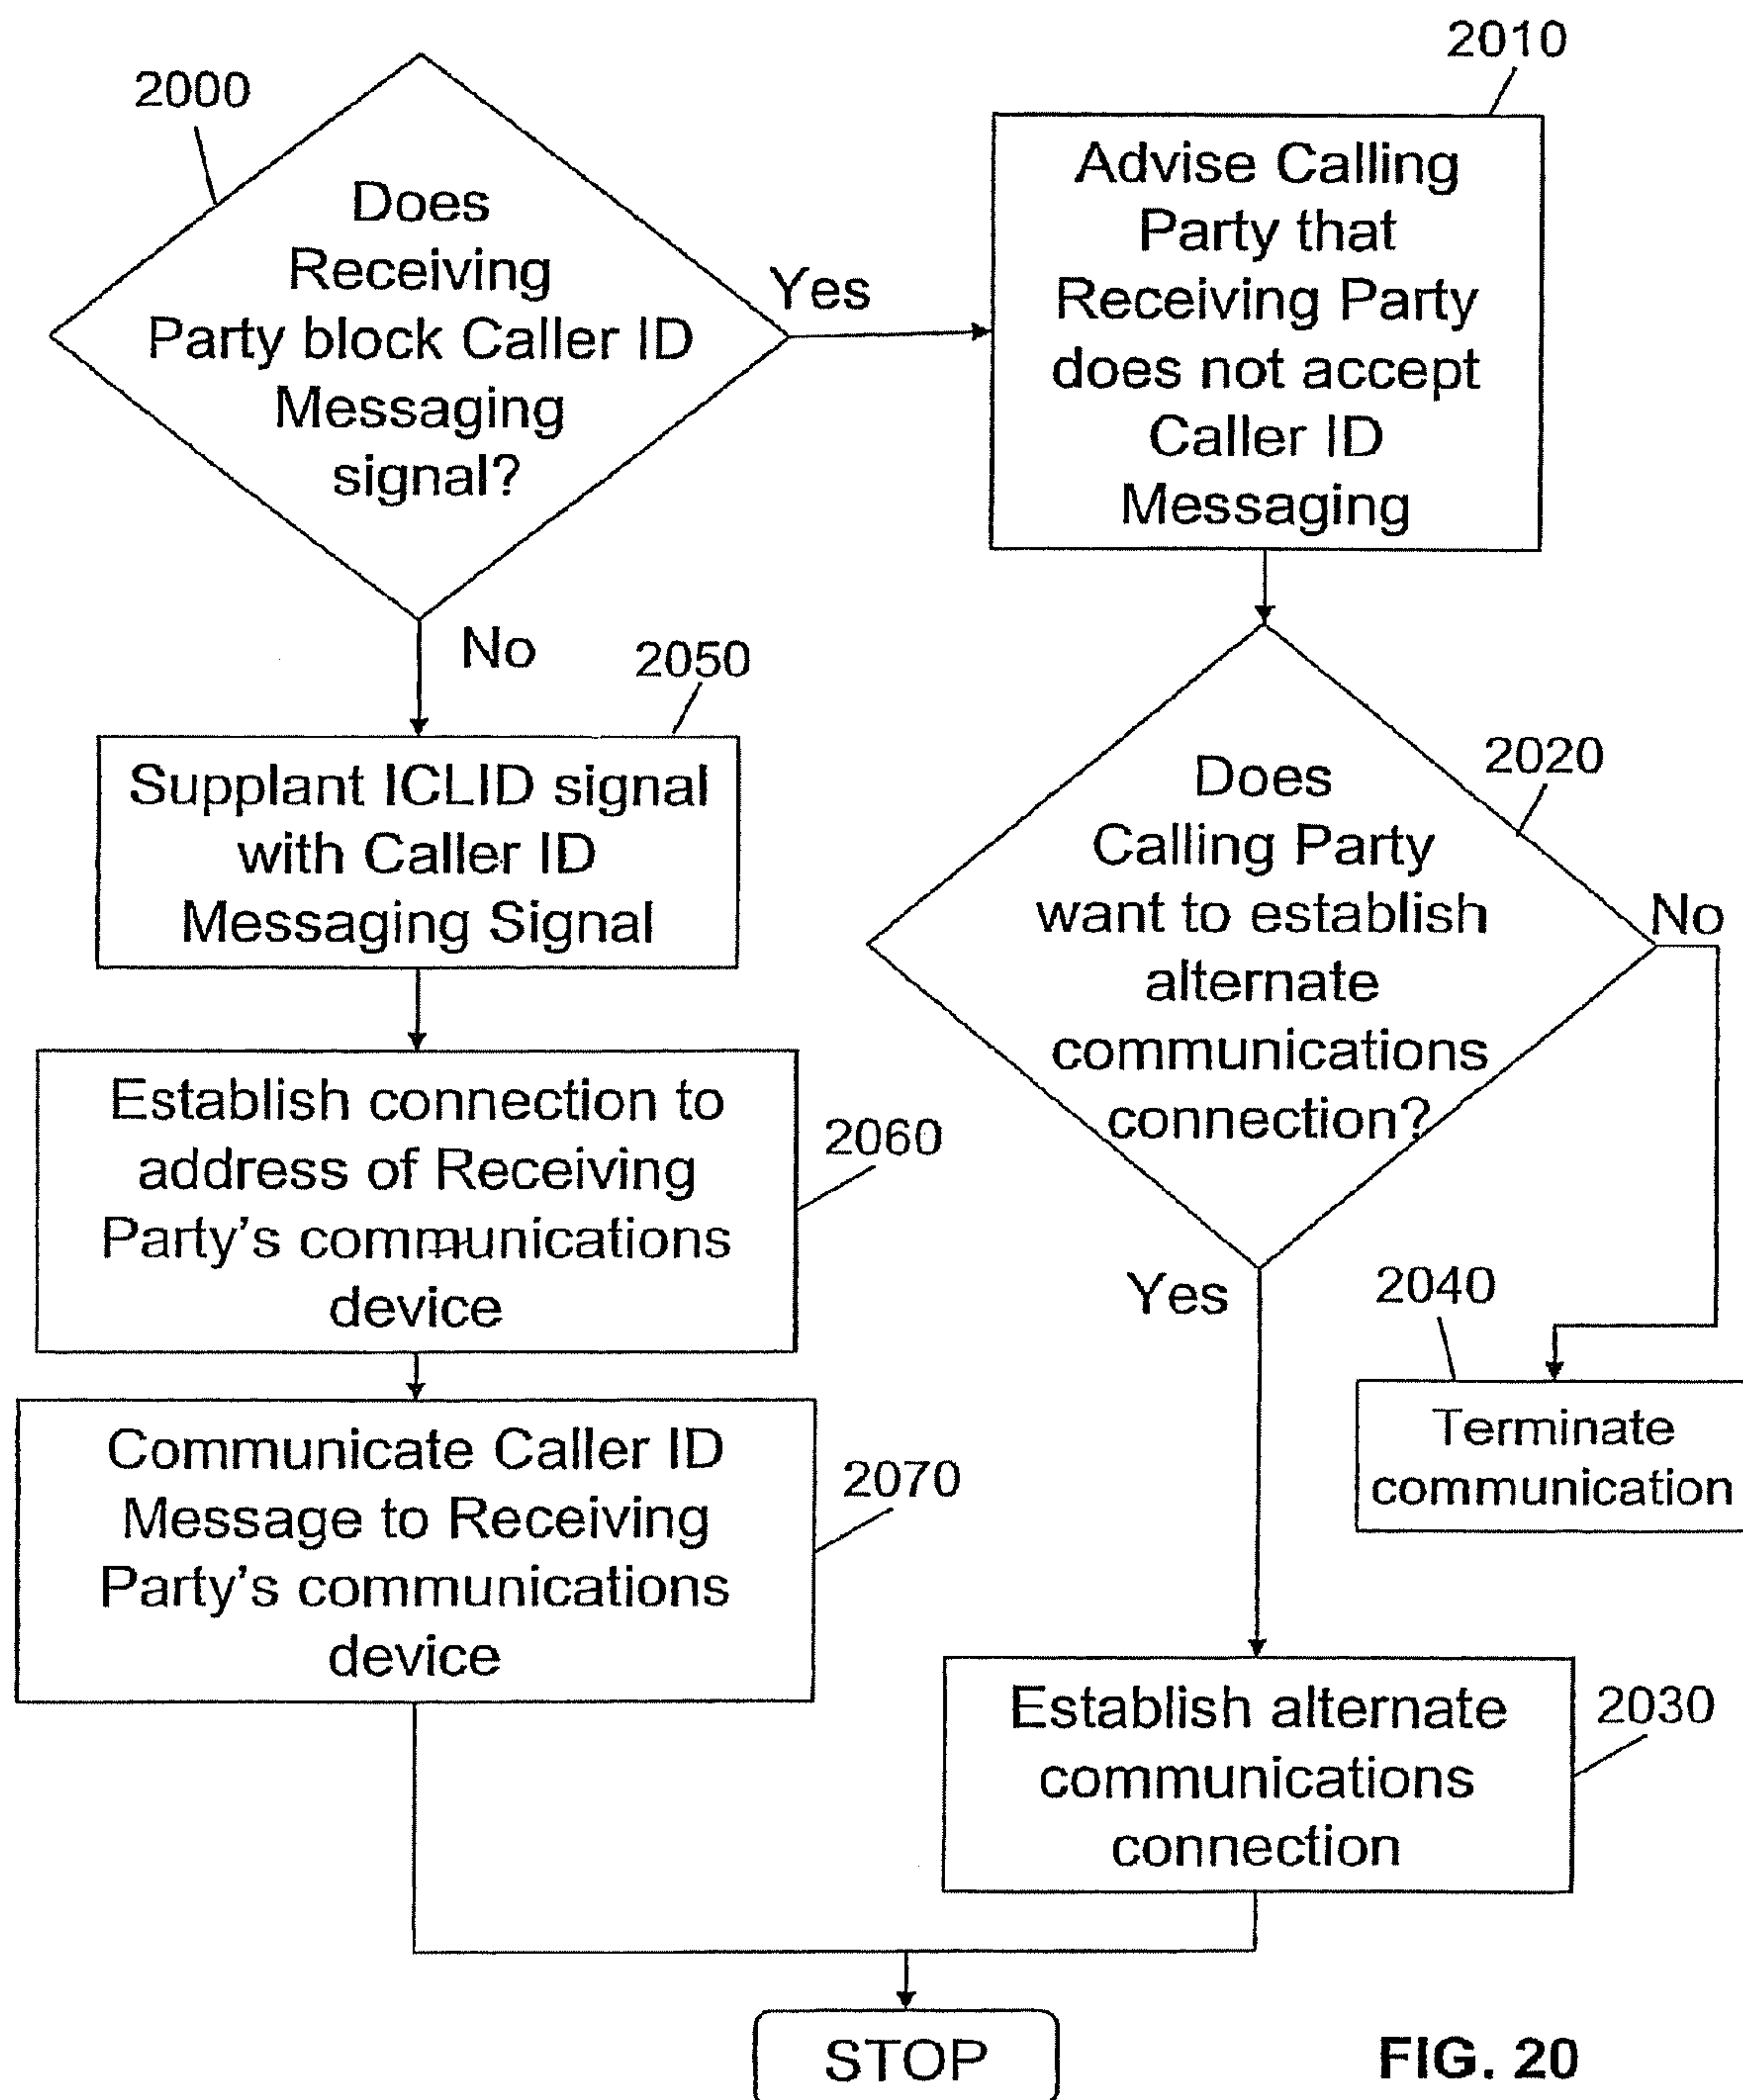 2000
Does
Receiving
Party block Caller ID
Messaging
signal?
Yes
No
2010
Advise Calling
Party that
Receiving Party
does not accept
Caller ID
Messaging
2050
Supplant ICLID signal
with Caller ID
Messaging Signal
2020
Does
Calling Party
want to establish
alternate
communications
connection?
No
Yes
2060
Establish connection to
address of Receiving
Party's communications
device
2040
Terminate
communication
2070
Communicate Caller ID
Message to Receiving
Party's communications
device
2030
Establish alternate
communications
connection
STOP
FIG. 20